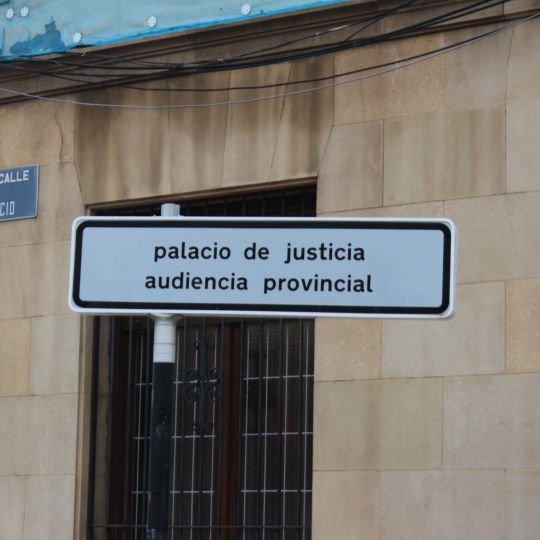 CALLE
palacio de justicia
audiencia provincial